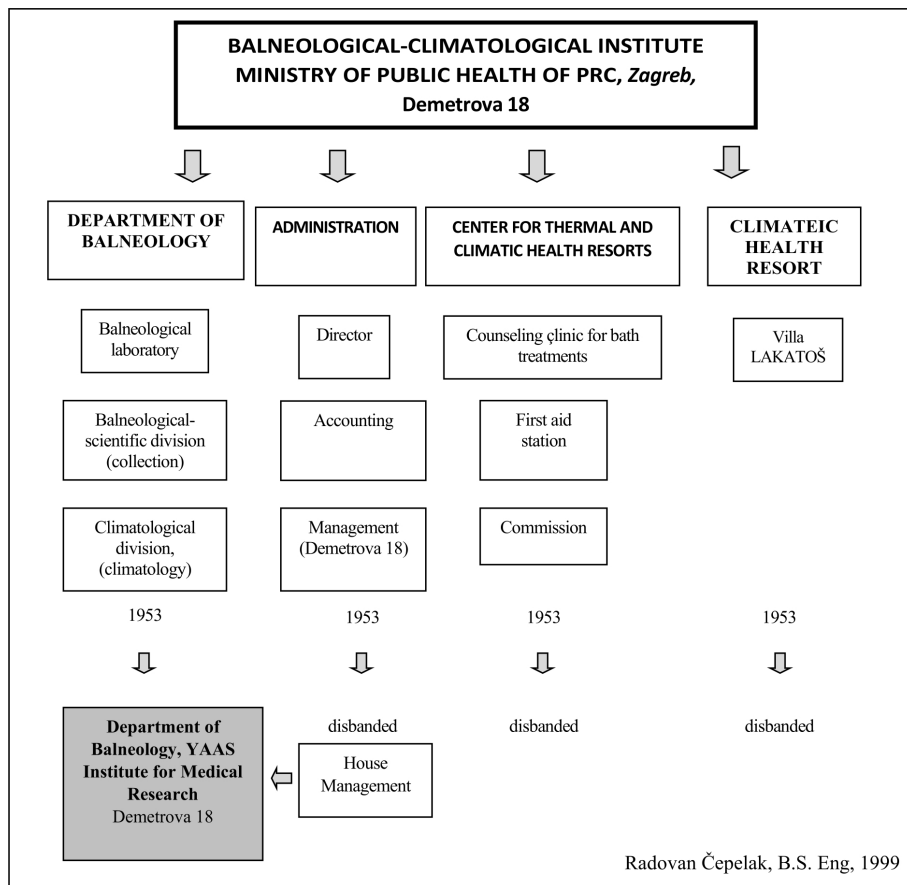 BALNEOLOGICAL-CLIMATOLOGICAL INSTITUTE
MINISTRY OF PUBLIC HEALTH OF PRC, Zagreb,
Demetrova 18
DEPARTMENT OF
BALNEOLOGY
ADMINISTRATION
CENTER FOR THERMAL AND
CLIMATIC HEALTH RESORTS
CLIMATEIC
HEALTH
RESORT
Balneological
laboratory
Director
Counseling çlinic for bath
treatments
Villa
LAKATOŠ
Balneological-
scientific division
(collection)
Accounting
First aid
station
Climatological
division,
(climatology)
Management
(Demetrova 18)
Commission
1953
1953
1953
1953
Department of
Balneology, YAAS
Institute for Medical
Research
Demetrova 18
disbanded
House
Management
disbanded
disbanded
Radovan Čepelak, B.S. Eng, 1999